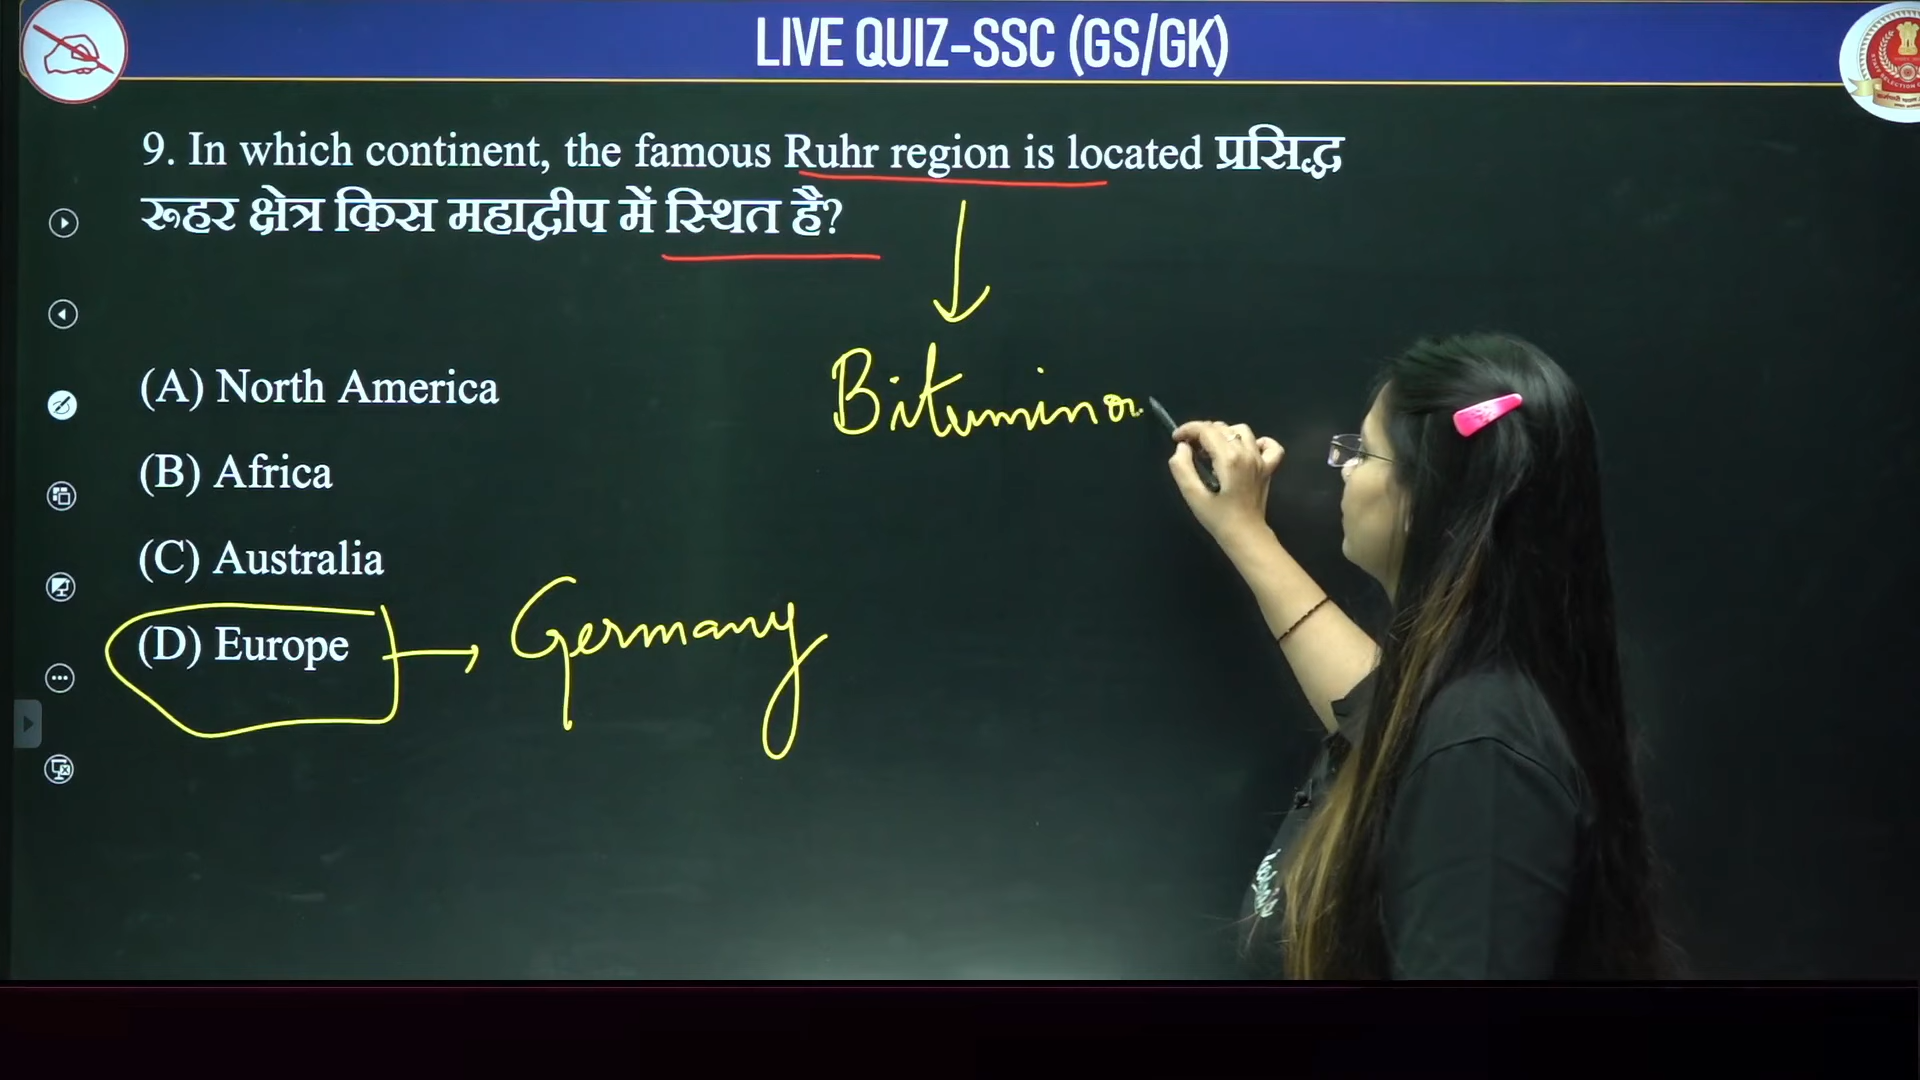 LIVE QUIZ-SSC (GS/GK)
9. In which continent, the famous Ruhr region is located प्रसिद्ध
रूहर क्षेत्र किस महाद्वीप में स्थित है?
Bituminou
(A) North America
(B) Africa
(C) Australia
(D) Europe → Germany